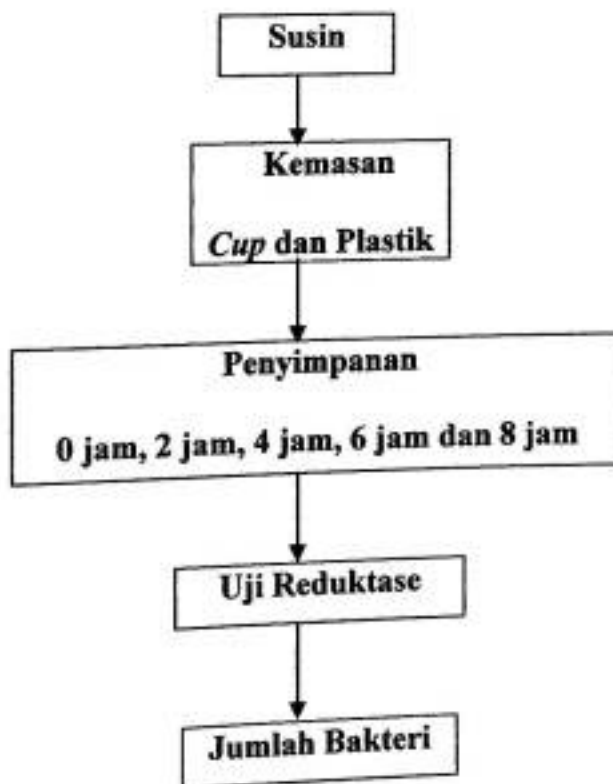 Susin
Kemasan
Cup dan Plastik
Penyimpanan
0 jam, 2 jam, 4 jam, 6 jam dan 8 jam
Uji Reduktase
Jumlah Bakteri